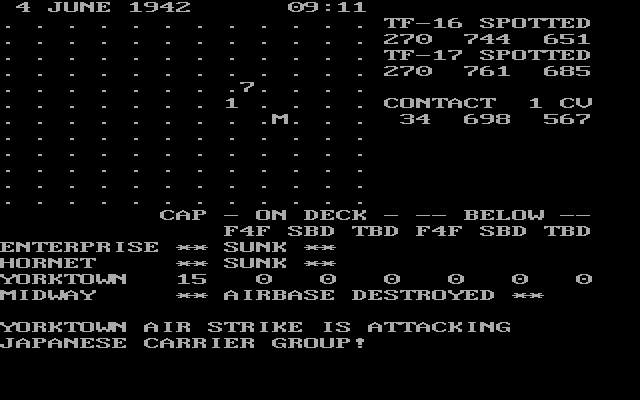 4 JUNE 1942 09:11
TF-16 SPOTTED
270 744 651
TF-17 SPOTTED
270 761 685
7
1 CONTACT 1 CV
M 34 698 567
CAP - ON DECK - -- BELOW --
F4F SBD TBD F4F SBD TBD
ENTERPRISE ** SUNK **
HORNET ** SUNK **
YORKTOWN 15 0 0 0 0 0 0
MIDWAY ** AIRBASE DESTROYED **
YORKTOWN AIR STRIKE IS ATTACKING
JAPANESE CARRIER GROUP!